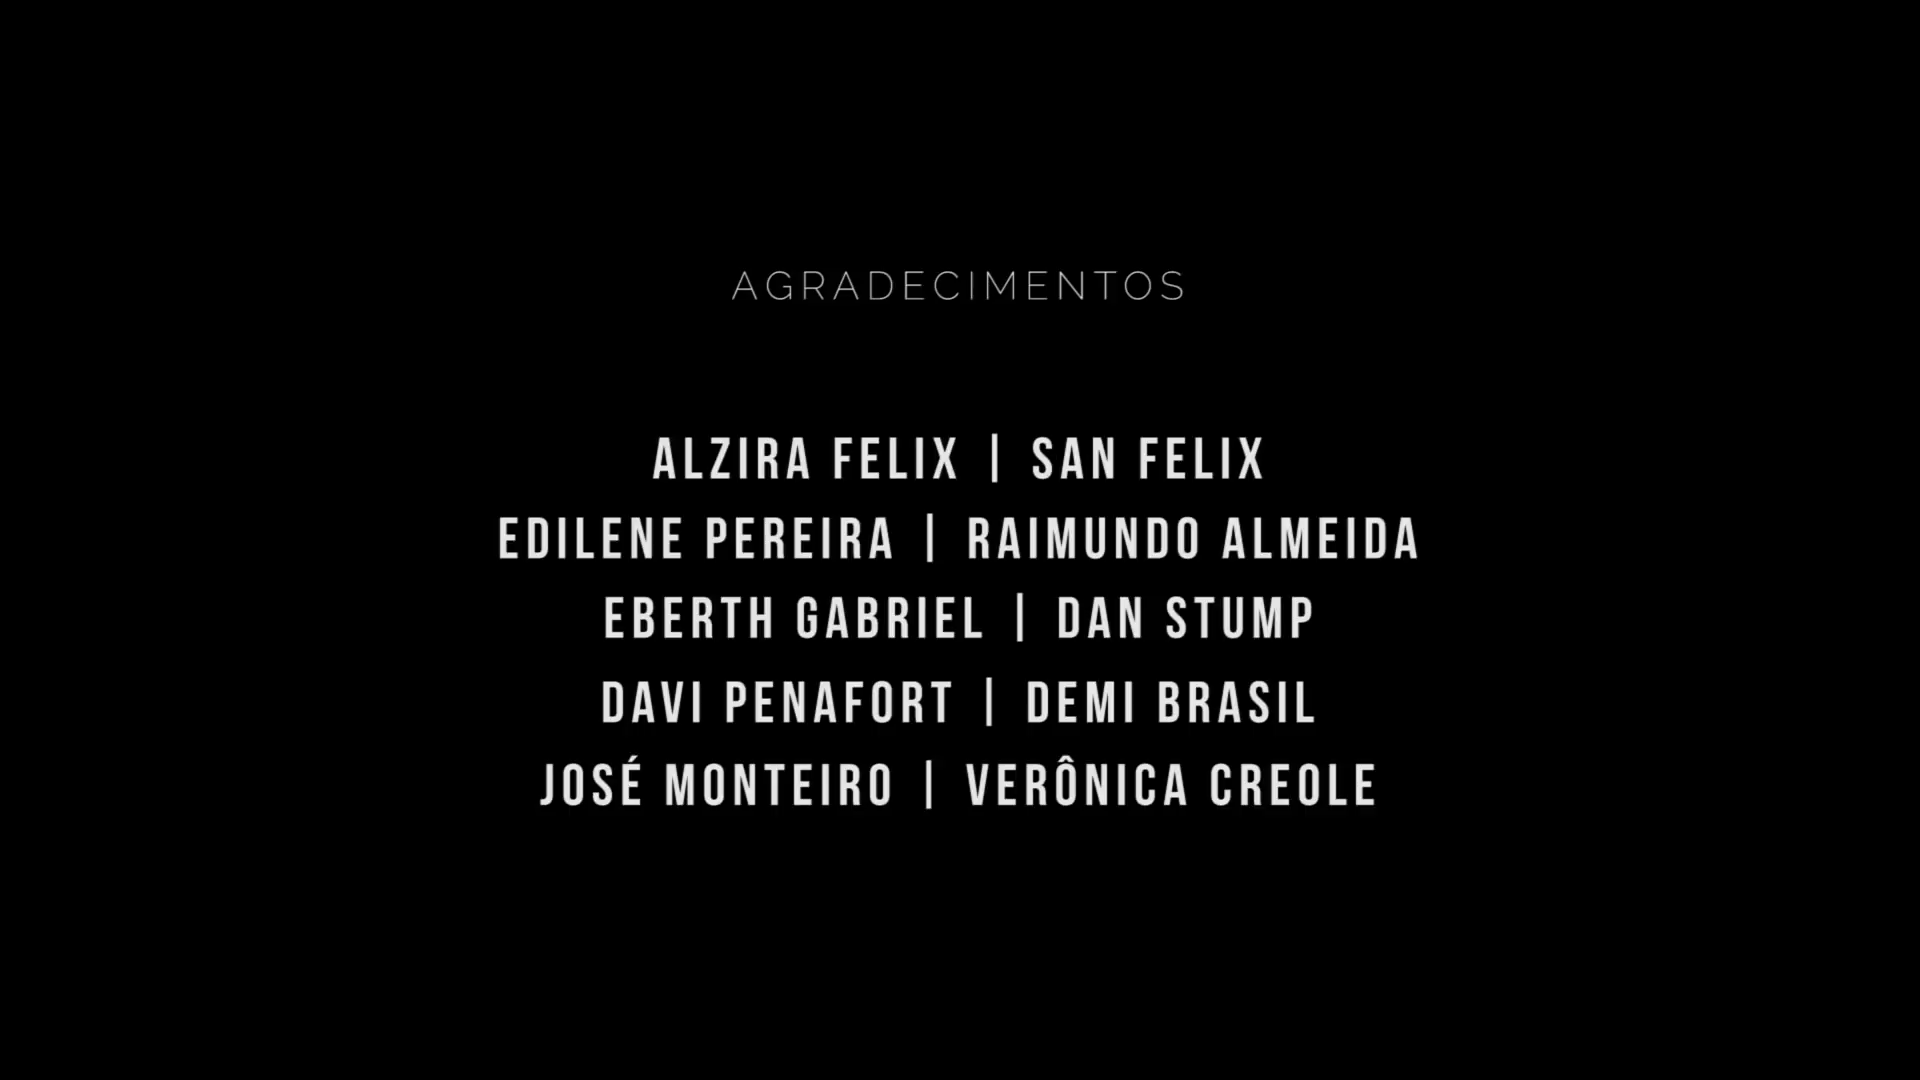 AGRADECIMENTOS
ALZIRA FELIX | SAN FELIX
EDILENE PEREIRA | RAIMUNDO ALMEIDA
EBERTH GABRIEL | DAN STUMP
DAVI PENAFORT | DEMI BRASIL
JOSÉ MONTEIRO | VERÔNICA CREOLE